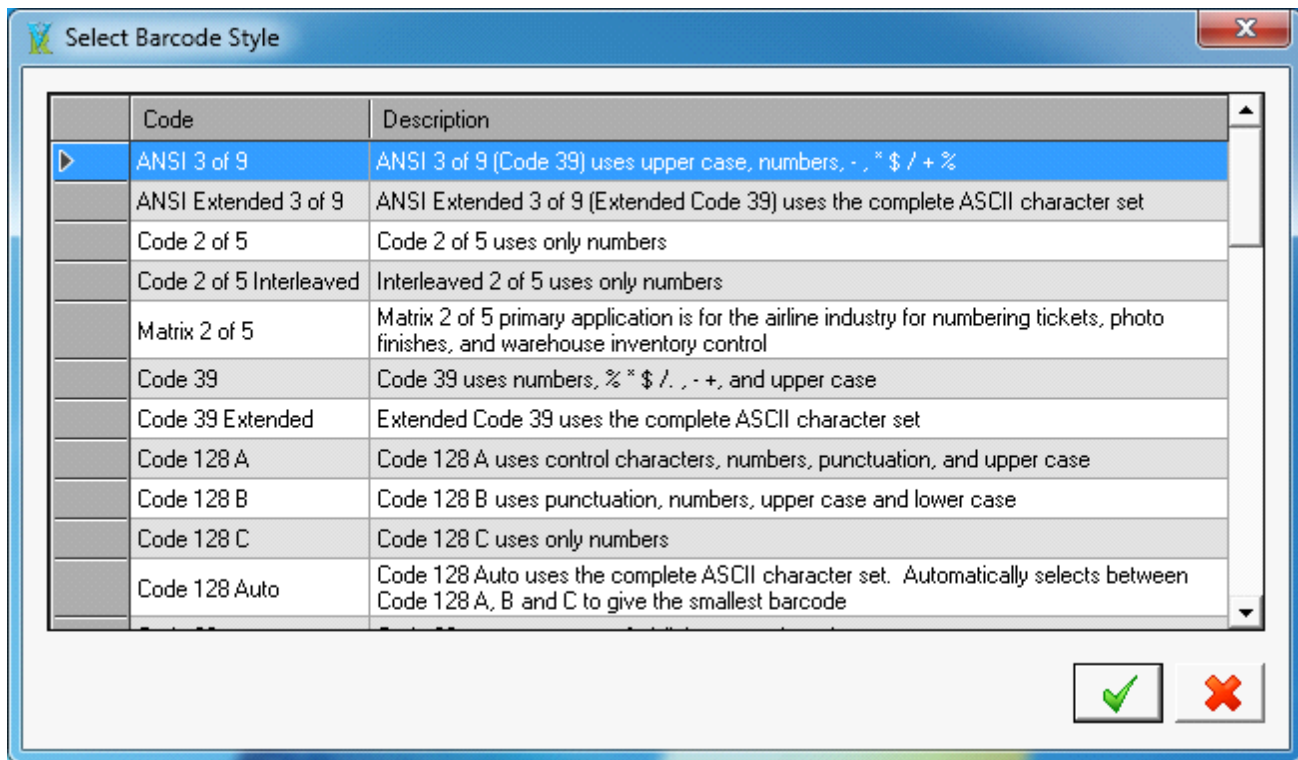 Select Barcode Style
Code Description
ANSI 3 of 9 ANSI 3 of 9 (Code 39) uses upper case, numbers, - , * $ / + %
ANSI Extended 3 of 9 ANSI Extended 3 of 9 (Extended Code 39) uses the complete ASCII character set
Code 2 of 5 Code 2 of 5 uses only numbers
Code 2 of 5 Interleaved Interleaved 2 of 5 uses only numbers
Matrix 2 of 5 Matrix 2 of 5 primary application is for the airline industry for numbering tickets, photo
finishes, and warehouse inventory control
Code 39 Code 39 uses numbers, % * $ /. , - +, and upper case
Code 39 Extended Extended Code 39 uses the complete ASCII character set
Code 128 A Code 128 A uses control characters, numbers, punctuation, and upper case
Code 128 B Code 128 B uses punctuation, numbers, upper case and lower case
Code 128 C Code 128 C uses only numbers
Code 128 Auto Code 128 Auto uses the complete ASCII character set. Automatically selects between
Code 128 A, B and C to give the smallest barcode